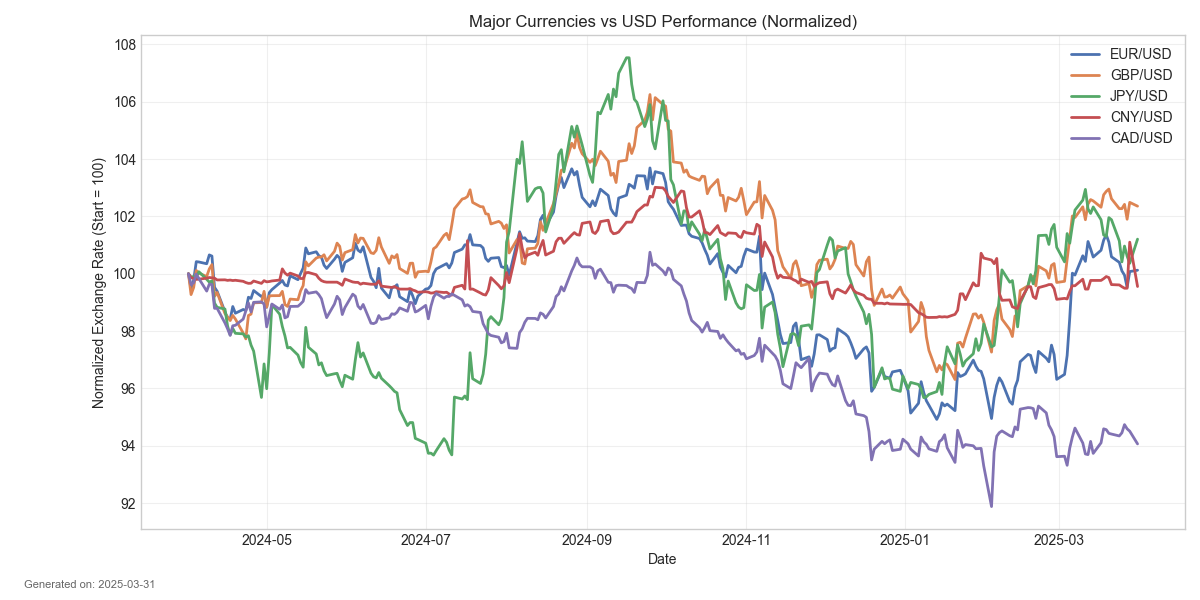 Major Currencies vs USD Performance (Normalized)
Normalized Exchange Rate (Start = 100)
108
106
104
102
100
98
96
94
92
EUR/USD
GBP/USD
JPY/USD
CNY/USD
CAD/USD
2024-05
2024-07
2024-09
2024-11
2025-01
2025-03
Date
Generated on: 2025-03-31